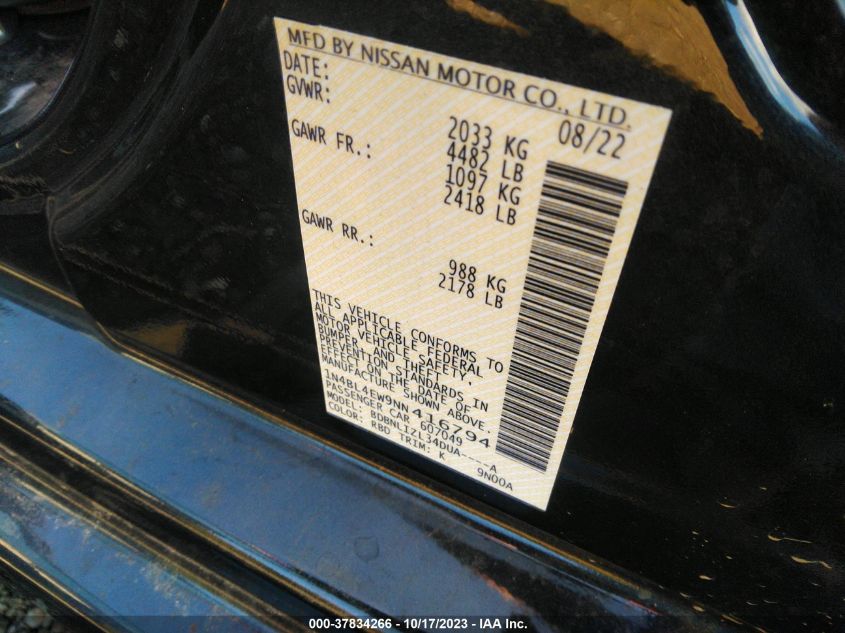 MFD BY NISSAN MOTOR CO., LTD.
DATE: 08/22
GVWR: 2033 KG
4482 LB
GAWR FR.: 1097 KG
2418 LB
GAWR RR.: 988 KG
2178 LB
THIS VEHICLE CONFORMS TO
ALL APPLICABLE FEDERAL
MOTOR VEHICLE SAFETY,
BUMPER, AND THEFT
PREVENTION STANDARDS IN
EFFECT ON THE DATE OF
MANUFACTURE SHOWN ABOVE.
1N4BL4EW9NN416794
PASSENGER CAR 607049
MODEL: BDBNLIZL34DUA----A
COLOR: RBD TRIM: K 9N00A
000-37834266 - 10/17/2023 - IAA Inc.